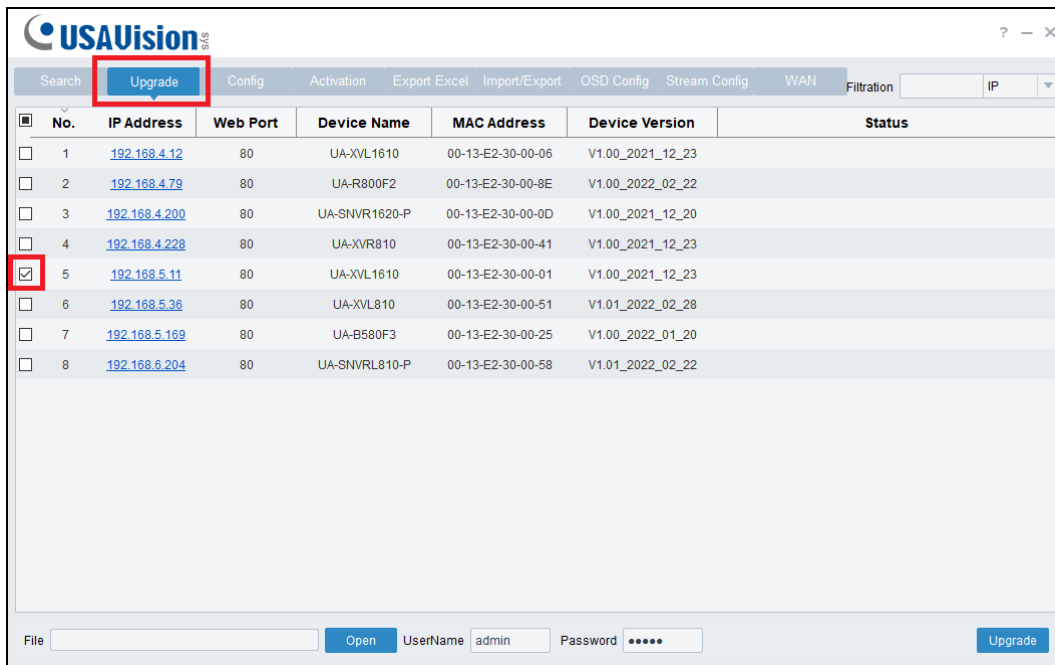 USAVision sys
? — ×
Search Upgrade Config Activation Export Excel Import/Export OSD Config Stream Config WAN Filtration IP
No. IP Address Web Port Device Name MAC Address Device Version Status
1 192.168.4.12 80 UA-XVL1610 00-13-E2-30-00-06 V1.00_2021_12_23
2 192.168.4.79 80 UA-R800F2 00-13-E2-30-00-8E V1.00_2022_02_22
3 192.168.4.200 80 UA-SNVR1620-P 00-13-E2-30-00-0D V1.00_2021_12_20
4 192.168.4.228 80 UA-XVR810 00-13-E2-30-00-41 V1.00_2021_12_23
5 192.168.5.11 80 UA-XVL1610 00-13-E2-30-00-01 V1.00_2021_12_23
6 192.168.5.36 80 UA-XVL810 00-13-E2-30-00-51 V1.01_2022_02_28
7 192.168.5.169 80 UA-B580F3 00-13-E2-30-00-25 V1.00_2022_01_20
8 192.168.6.204 80 UA-SNVRL810-P 00-13-E2-30-00-58 V1.01_2022_02_22
File Open UserName admin Password ●●●●● Upgrade